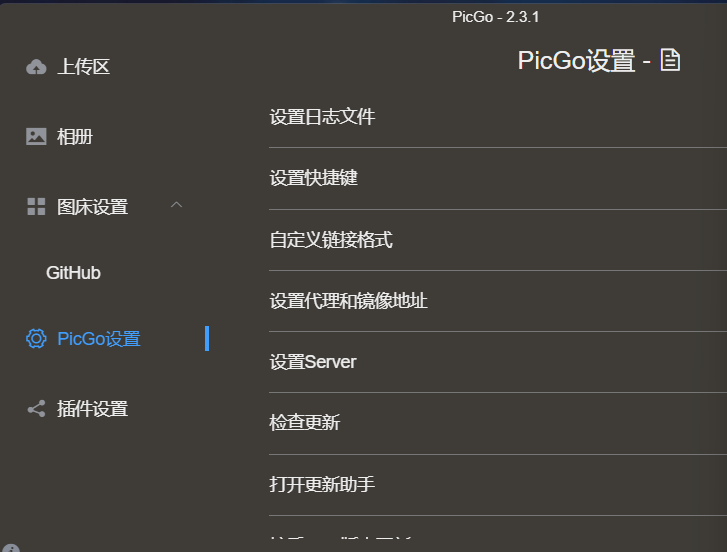 PicGo - 2.3.1
上传区
相册
图床设置
GitHub
PicGo设置
插件设置
PicGo设置 -
设置日志文件
设置快捷键
自定义链接格式
设置代理和镜像地址
设置Server
检查更新
打开更新助手